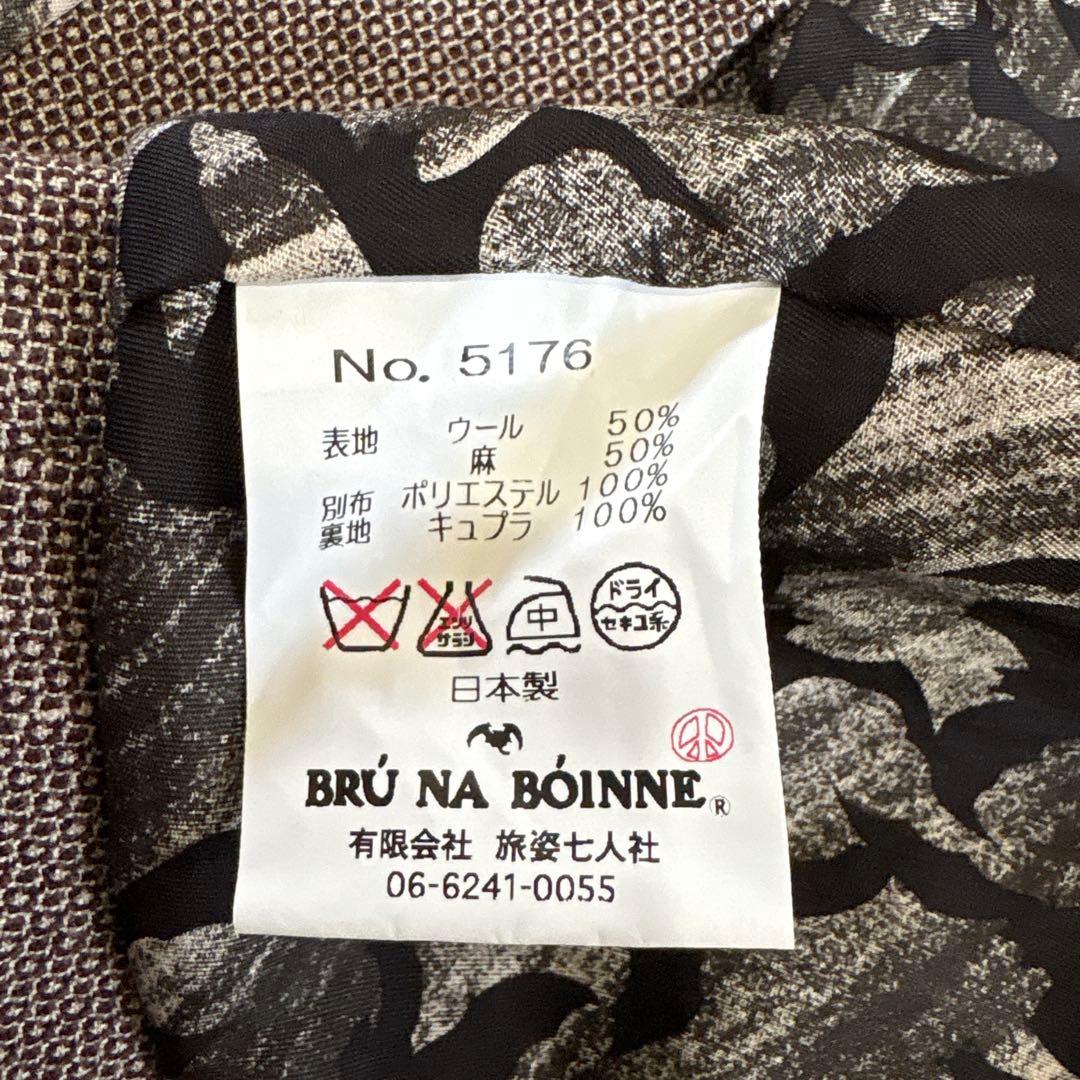 No. 5176
表地 ウール 50%
麻 50%
別布 ポリエステル 100%
裏地 キュプラ 100%
エンソ サラシ 中 ドライ セキユ系
日本製
BRÚ NA BÓINNE®
有限会社 旅姿七人社
06-6241-0055